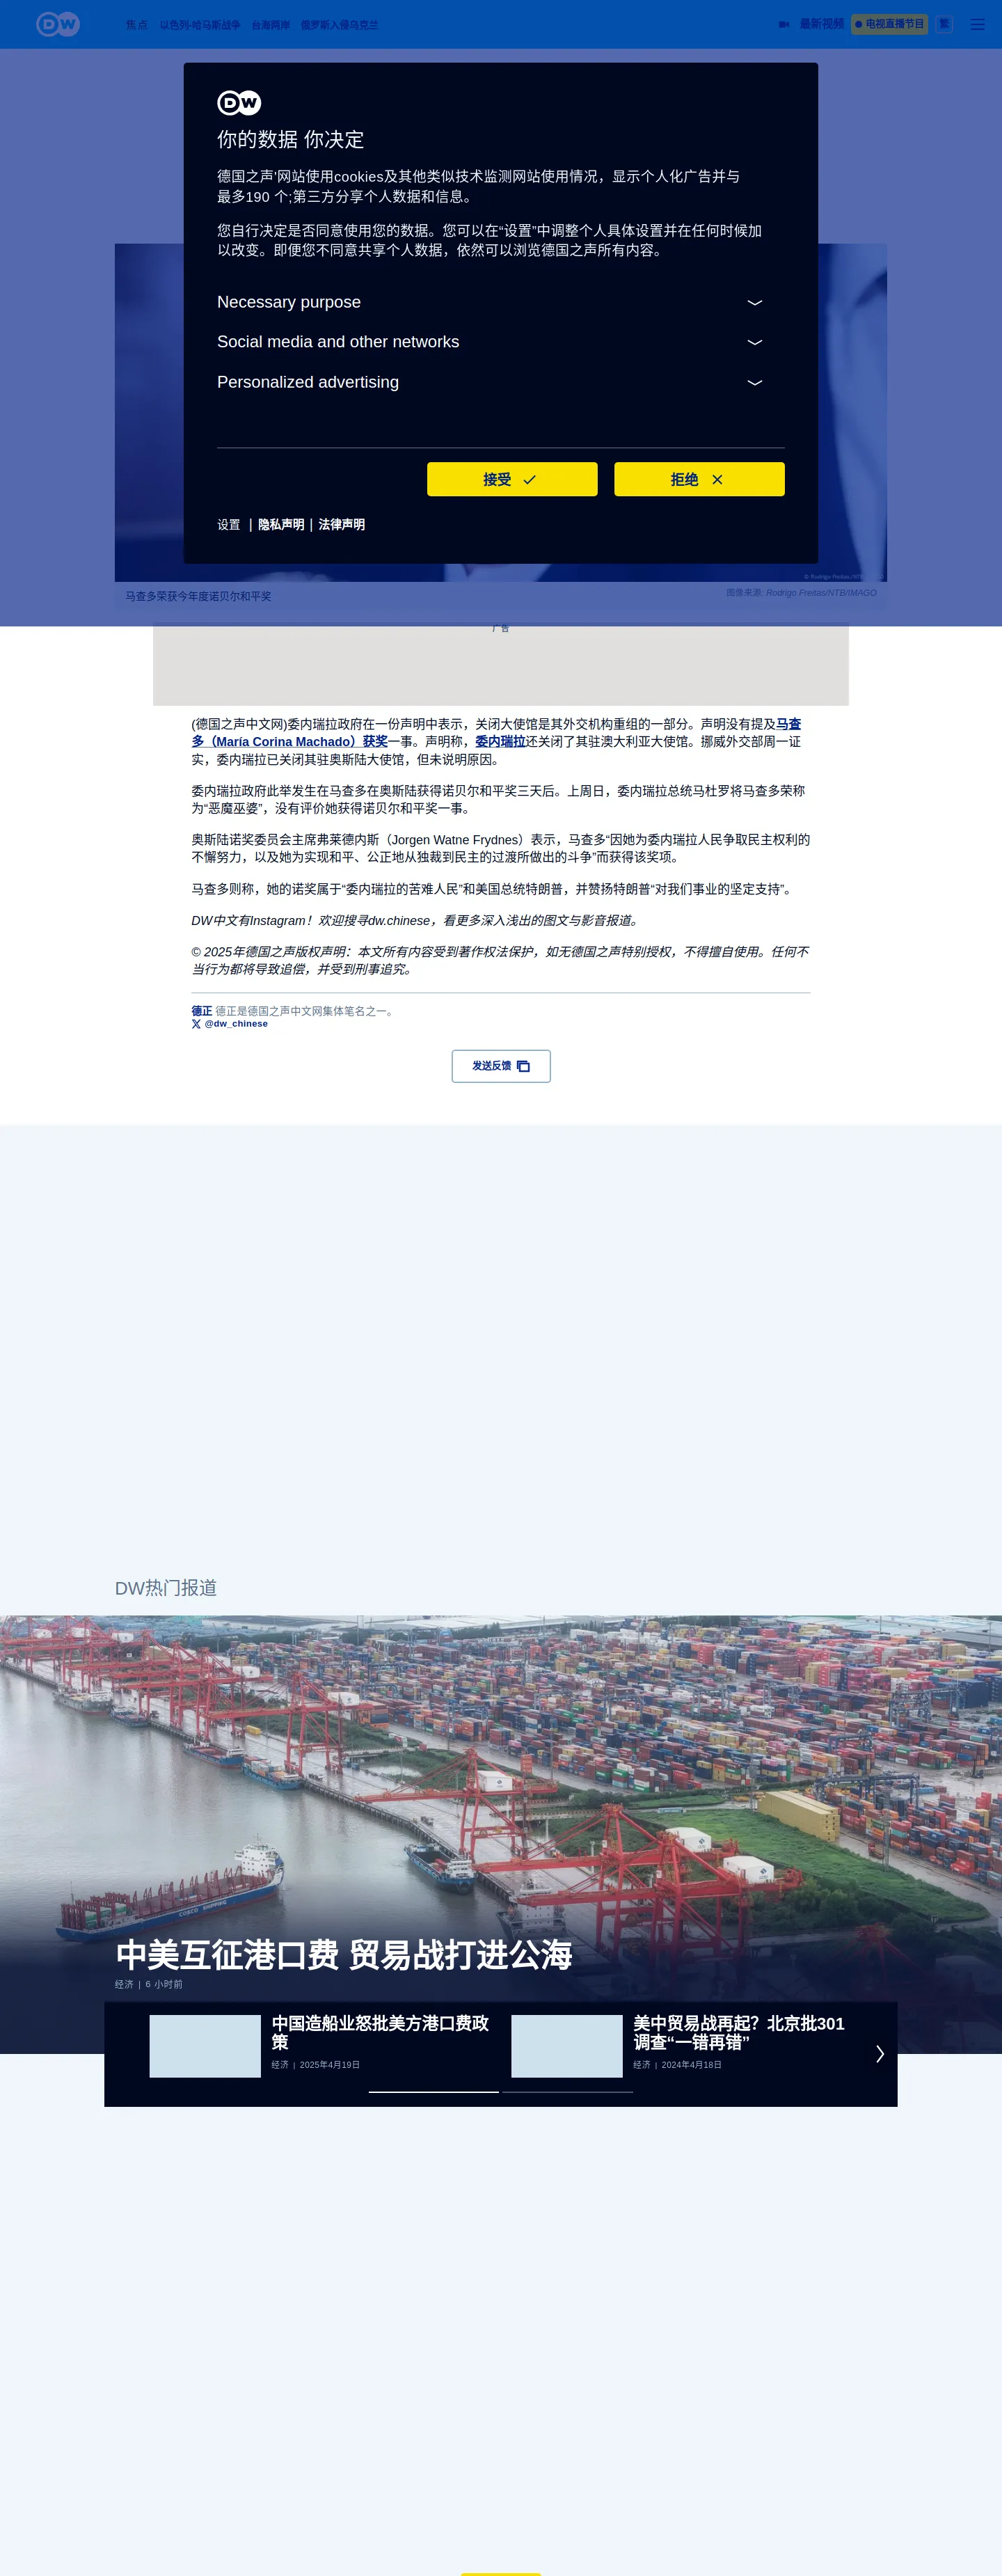 DW
焦点 以色列-哈马斯战争 台海两岸 俄罗斯入侵乌克兰
最新视频 电视直播节目 繁
DW
你的数据 你决定
德国之声'网站使用cookies及其他类似技术监测网站使用情况，显示个人化广告并与
最多190 个;第三方分享个人数据和信息。
您自行决定是否同意使用您的数据。您可以在“设置”中调整个人具体设置并在任何时候加
以改变。即便您不同意共享个人数据，依然可以浏览德国之声所有内容。
Necessary purpose
Social media and other networks
Personalized advertising
接受 拒绝
设置 | 隐私声明 | 法律声明
马查多荣获今年度诺贝尔和平奖
图像来源: Rodrigo Freitas/NTB/IMAGO
广告
(德国之声中文网)委内瑞拉政府在一份声明中表示，关闭大使馆是其外交机构重组的一部分。声明没有提及马查
多（María Corina Machado）获奖一事。声明称，委内瑞拉还关闭了其驻澳大利亚大使馆。挪威外交部周一证
实，委内瑞拉已关闭其驻奥斯陆大使馆，但未说明原因。
委内瑞拉政府此举发生在马查多在奥斯陆获得诺贝尔和平奖三天后。上周日，委内瑞拉总统马杜罗将马查多荣称
为“恶魔巫婆”，没有评价她获得诺贝尔和平奖一事。
奥斯陆诺奖委员会主席弗莱德内斯（Jorgen Watne Frydnes）表示，马查多“因她为委内瑞拉人民争取民主权利的
不懈努力，以及她为实现和平、公正地从独裁到民主的过渡所做出的斗争”而获得该奖项。
马查多则称，她的诺奖属于“委内瑞拉的苦难人民”和美国总统特朗普，并赞扬特朗普“对我们事业的坚定支持”。
DW中文有Instagram！欢迎搜寻dw.chinese，看更多深入浅出的图文与影音报道。
© 2025年德国之声版权声明：本文所有内容受到著作权法保护，如无德国之声特别授权，不得擅自使用。任何不
当行为都将导致追偿，并受到刑事追究。
德正 德正是德国之声中文网集体笔名之一。
@dw_chinese
发送反馈
DW热门报道
COSCO SHIPPING
中美互征港口费 贸易战打进公海
经济 | 6 小时前
中国造船业怒批美方港口费政
策
经济 | 2025年4月19日
美中贸易战再起？北京批301
调查“一错再错”
经济 | 2024年4月18日